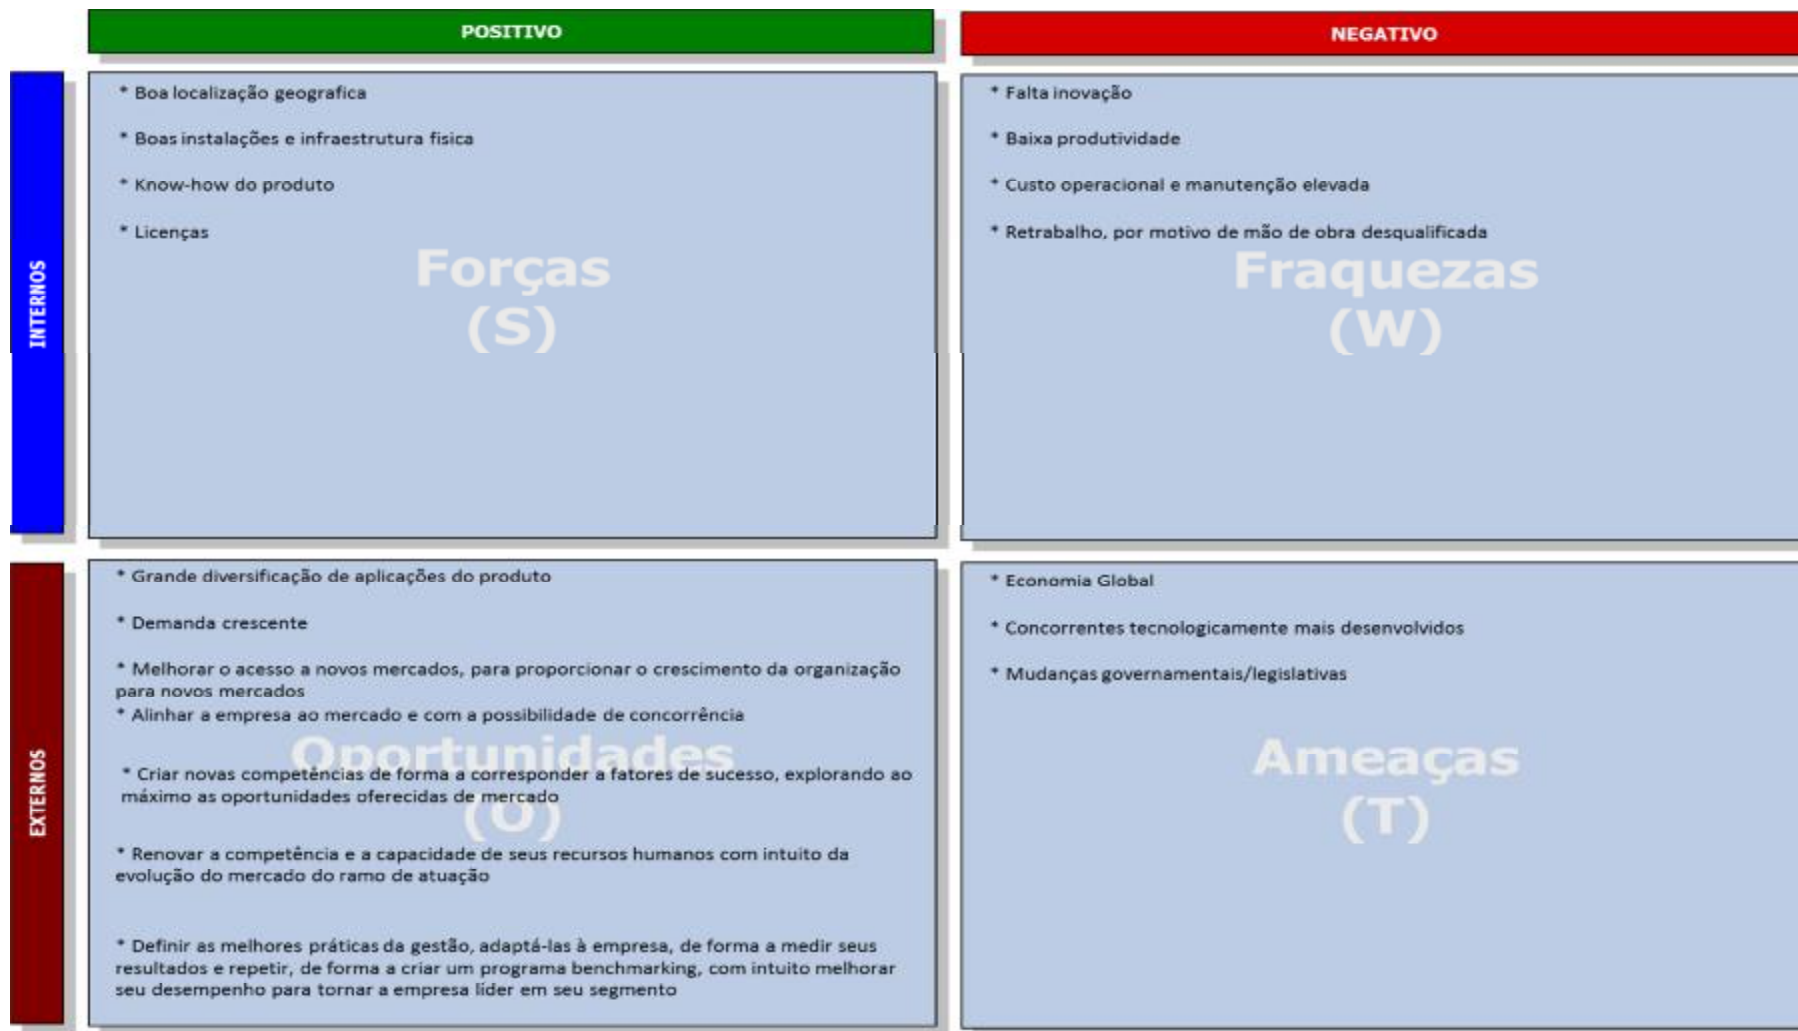 POSITIVO
NEGATIVO
INTERNOS
* Boa localização geografica
* Boas instalações e infraestrutura fisica
* Know-how do produto
* Licenças
Forças
(S)
* Falta inovação
* Baixa produtividade
* Custo operacional e manutenção elevada
* Retrabalho, por motivo de mão de obra desqualificada
Fraquezas
(W)
EXTERNOS
* Grande diversificação de aplicações do produto
* Demanda crescente
* Melhorar o acesso a novos mercados, para proporcionar o crescimento da organização
para novos mercados
* Alinhar a empresa ao mercado e com a possibilidade de concorrência
Oportunidades
* Criar novas competências de forma a corresponder a fatores de sucesso, explorando ao
máximo as oportunidades oferecidas de mercado
(O)
* Renovar a competência e a capacidade de seus recursos humanos com intuito da
evolução do mercado do ramo de atuação
* Definir as melhores práticas da gestão, adaptá-las à empresa, de forma a medir seus
resultados e repetir, de forma a criar um programa benchmarking, com intuito melhorar
seu desempenho para tornar a empresa líder em seu segmento
* Economia Global
* Concorrentes tecnologicamente mais desenvolvidos
* Mudanças governamentais/legislativas
Ameaças
(T)